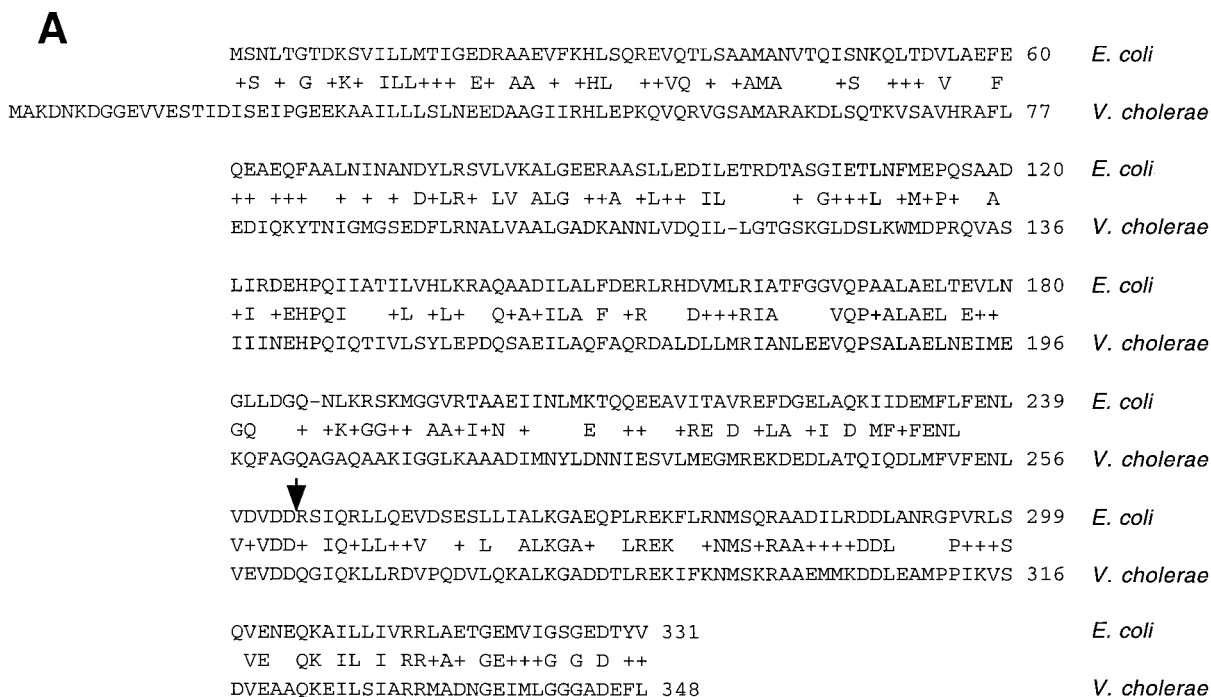 A
MSNLTGTDKSVILLMTIGEDRAAEVFKHLSQREVQTLSAAMANVTQISNKQLTDVLAEFE 60 E. coli
+S + G +K+ ILL+++ E+ AA + +HL ++VQ + +AMA +S +++ V F
MAKDNKDGGEVVESTIDISEIPGEEKAAILLLSLNEEDAAGIIRHLEPKQVQRVGSAMARAKDLSQTKVSAVHRAFL 77 V. cholerae
QEAEQFAALNINANDYLRSVLVKALGEERAASLLEDILETRDTASGIETLNFMEPQSAAD 120 E. coli
++ +++ + + + D+LR+ LV ALG ++A +L++ IL + G+++L +M+P+ A
EDIQKYTNIGMGSEDFLRNALVAALGADKANNLVDQIL-LGTGSKGLDSLKWMDPRQVAS 136 V. cholerae
LIRDEHPQIIATILVHLKRAQAADILALFDERLRHDVMLRIATFGGVQPAALAELTEVLN 180 E. coli
+I +EHPQI +L +L+ Q+A+ILA F +R D+++RIA VQP+ALAEL E++
IIINEHPQIQTIVLSYLEPDQSAEILAQFAQRDALDLLMRIANLEEVQPSALAELNEIME 196 V. cholerae
GLLDGQ-NLKRSKMGGVRTAAEIINLMKTQQEEAVITAVREFDGELAQKIIDEMFLFENL 239 E. coli
GQ + +K+GG++ AA+I+N + E ++ +RE D +LA +I D MF+FENL
KQFAGQAGAQAAKIGGLKAAADIMNYLDNNIESVLMEGMREKDEDLATQIQDLMFVFENL 256 V. cholerae
VDVDDRSIQRLLQEVDSESLLIALKGAEQPLREKFLRNMSQRAADILRDDLANRGPVRLS 299 E. coli
V+VDD+ IQ+LL++V + L ALKGA+ LREK +NMS+RAA++++DDL P+++S
VEVDDQGIQKLLRDVPQDVLQKALKGADDTLREKIFKNMSKRAAEMMKDDLEAMPPIKVS 316 V. cholerae
QVENEQKAILLIVRRLAETGEMVIGSGEDTYV 331 E. coli
VE QK IL I RR+A+ GE+++G G D ++
DVEAAQKEILSIARRMADNGEIMLGGGADEFL 348 V. cholerae